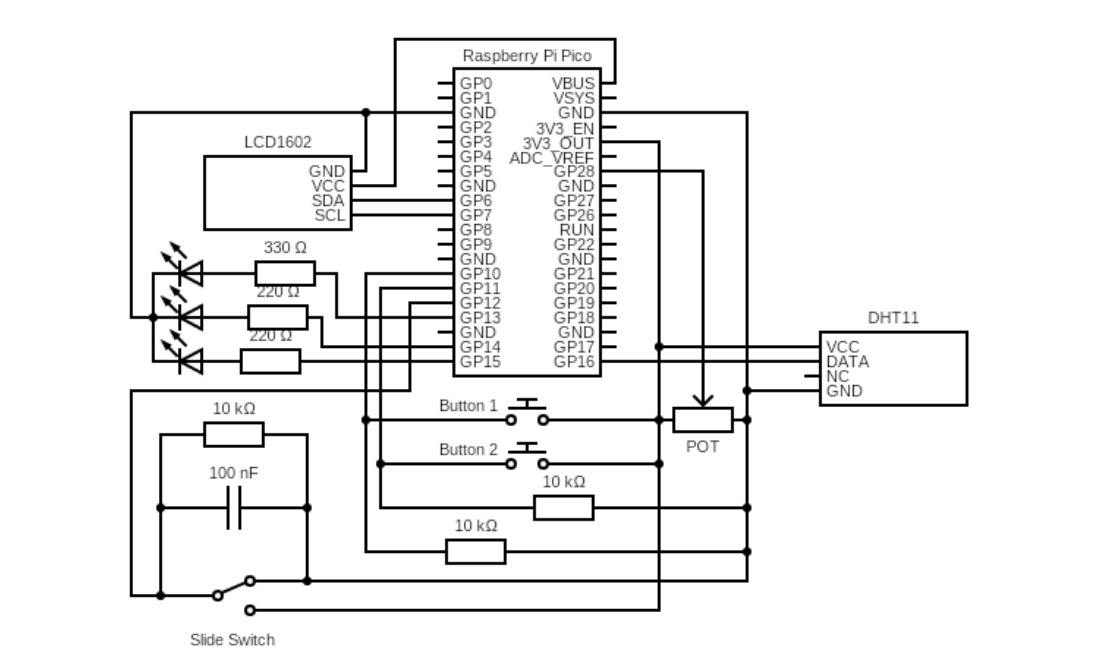 Raspberry Pi Pico
GP0 VBUS
GP1 VSYS
GND GND
GP2 3V3_EN
GP3 3V3_OUT
GP4 ADC_VREF
GP5 GP28
GND GND
GP6 GP27
GP7 GP26
GP8 RUN
GP9 GP22
GND GND
GP10 GP21
GP11 GP20
GP12 GP19
GP13 GP18
GND GND
GP14 GP17
GP15 GP16
LCD1602
GND
VCC
SDA
SCL
330 Ω
220 Ω
220 Ω
DHT11
VCC
DATA
NC
GND
10 kΩ
100 nF
Button 1
Button 2
POT
10 kΩ
10 kΩ
Slide Switch